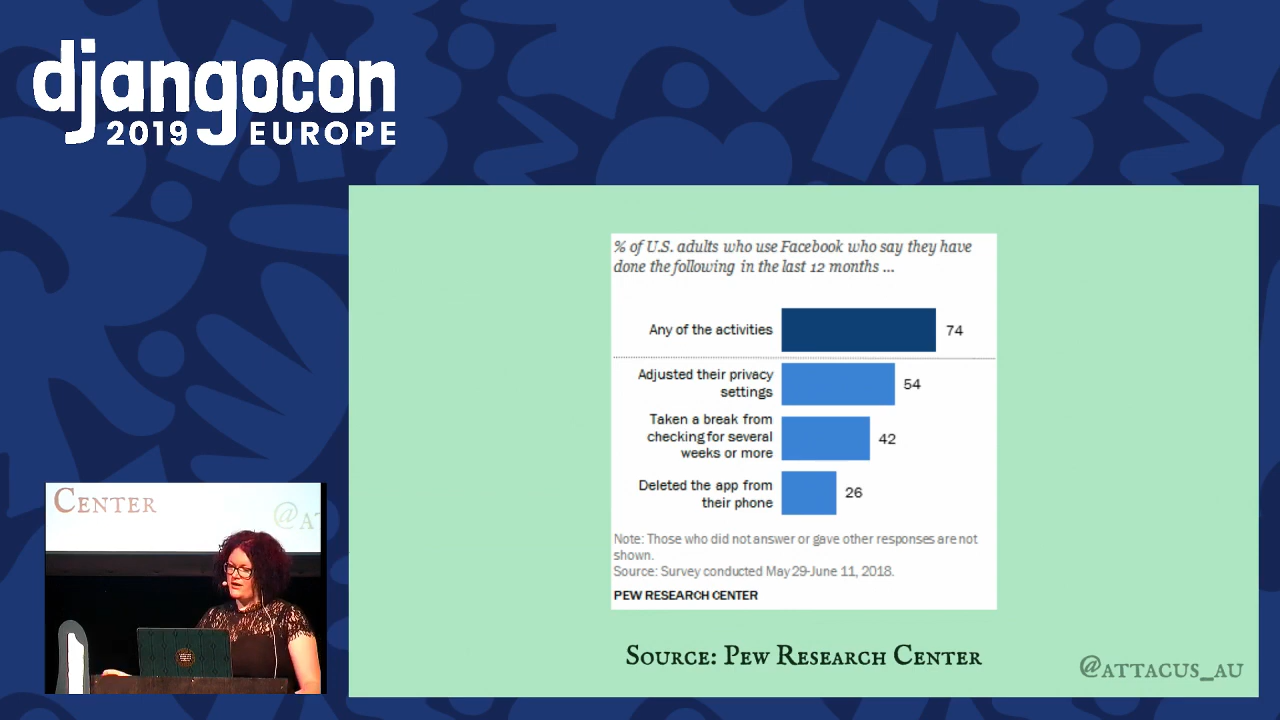 djangocon
2019 EUROPE
% of U.S. adults who use Facebook who say they have
done the following in the last 12 months ...
Any of the activities 74
Adjusted their privacy
settings 54
Taken a break from
checking for several
weeks or more 42
Deleted the app from
their phone 26
Note: Those who did not answer or gave other responses are not
shown.
Source: Survey conducted May 29-June 11, 2018.
PEW RESEARCH CENTER
Source: Pew Research Center
@attacus_au
Center
@AT